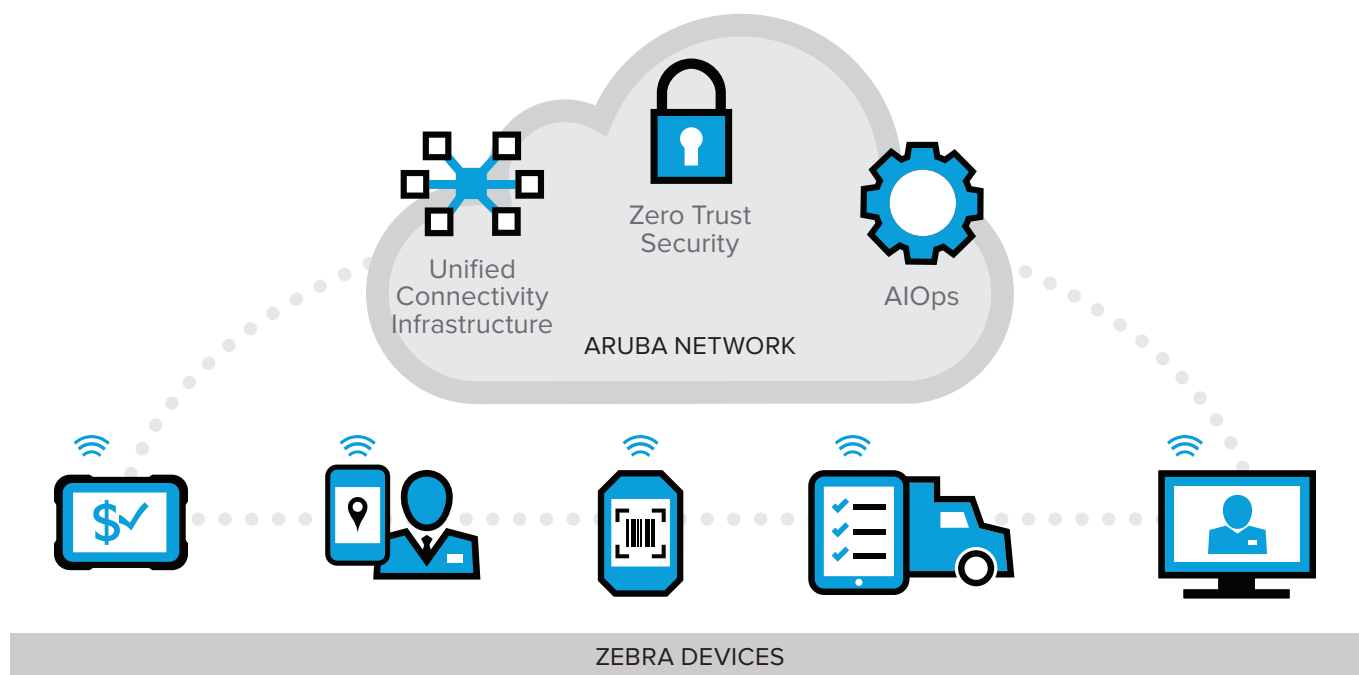 Zero Trust
Security
Unified
Connectivity
Infrastructure
AIOps
ARUBA NETWORK
$
ZEBRA DEVICES